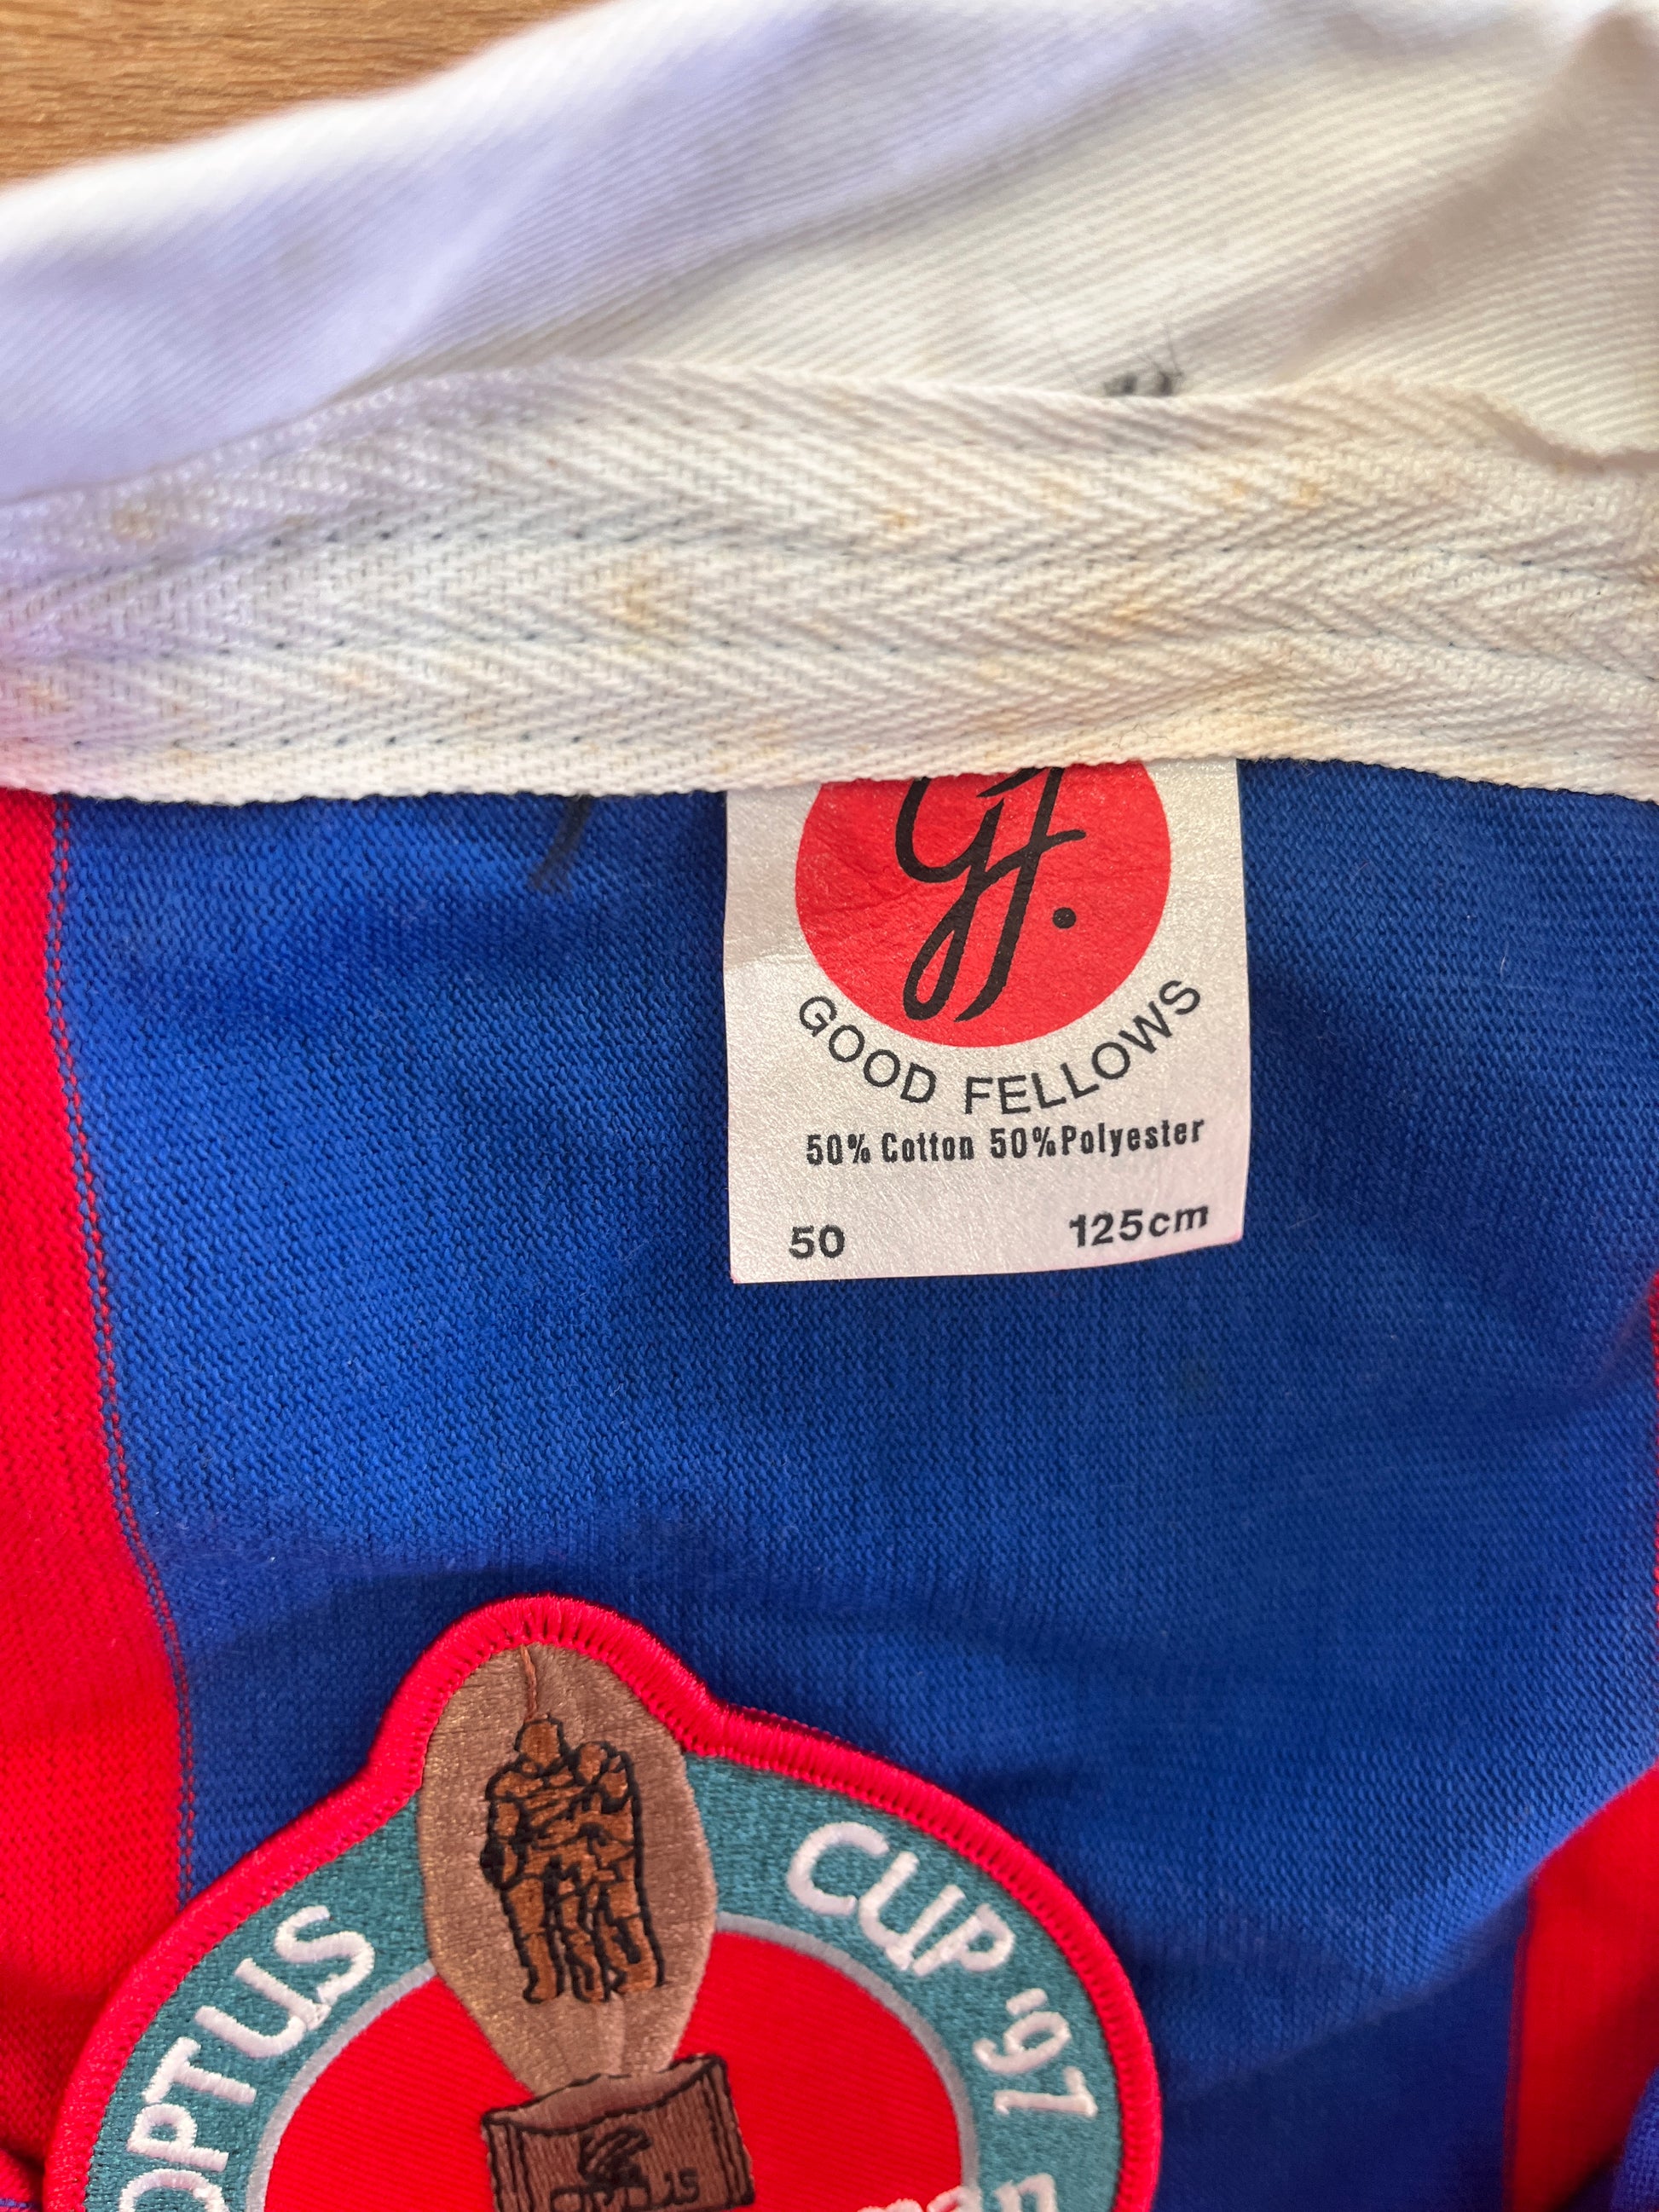 Gf.
GOOD FELLOWS
50% Cotton 50% Polyester
50 125cm
OPTUS CUP '97